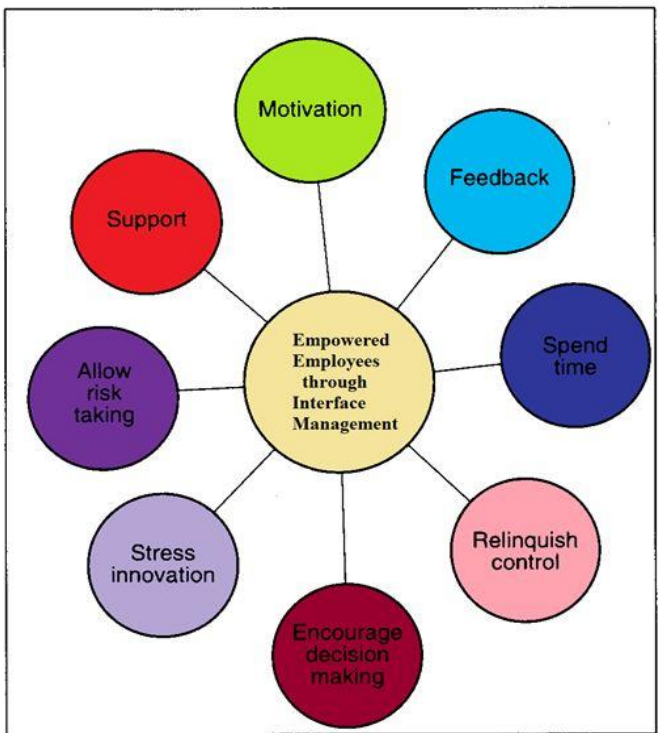 Motivation
Feedback
Support
Empowered
Employees
through
Interface
Management
Spend
time
Allow
risk
taking
Relinquish
control
Stress
innovation
Encourage
decision
making